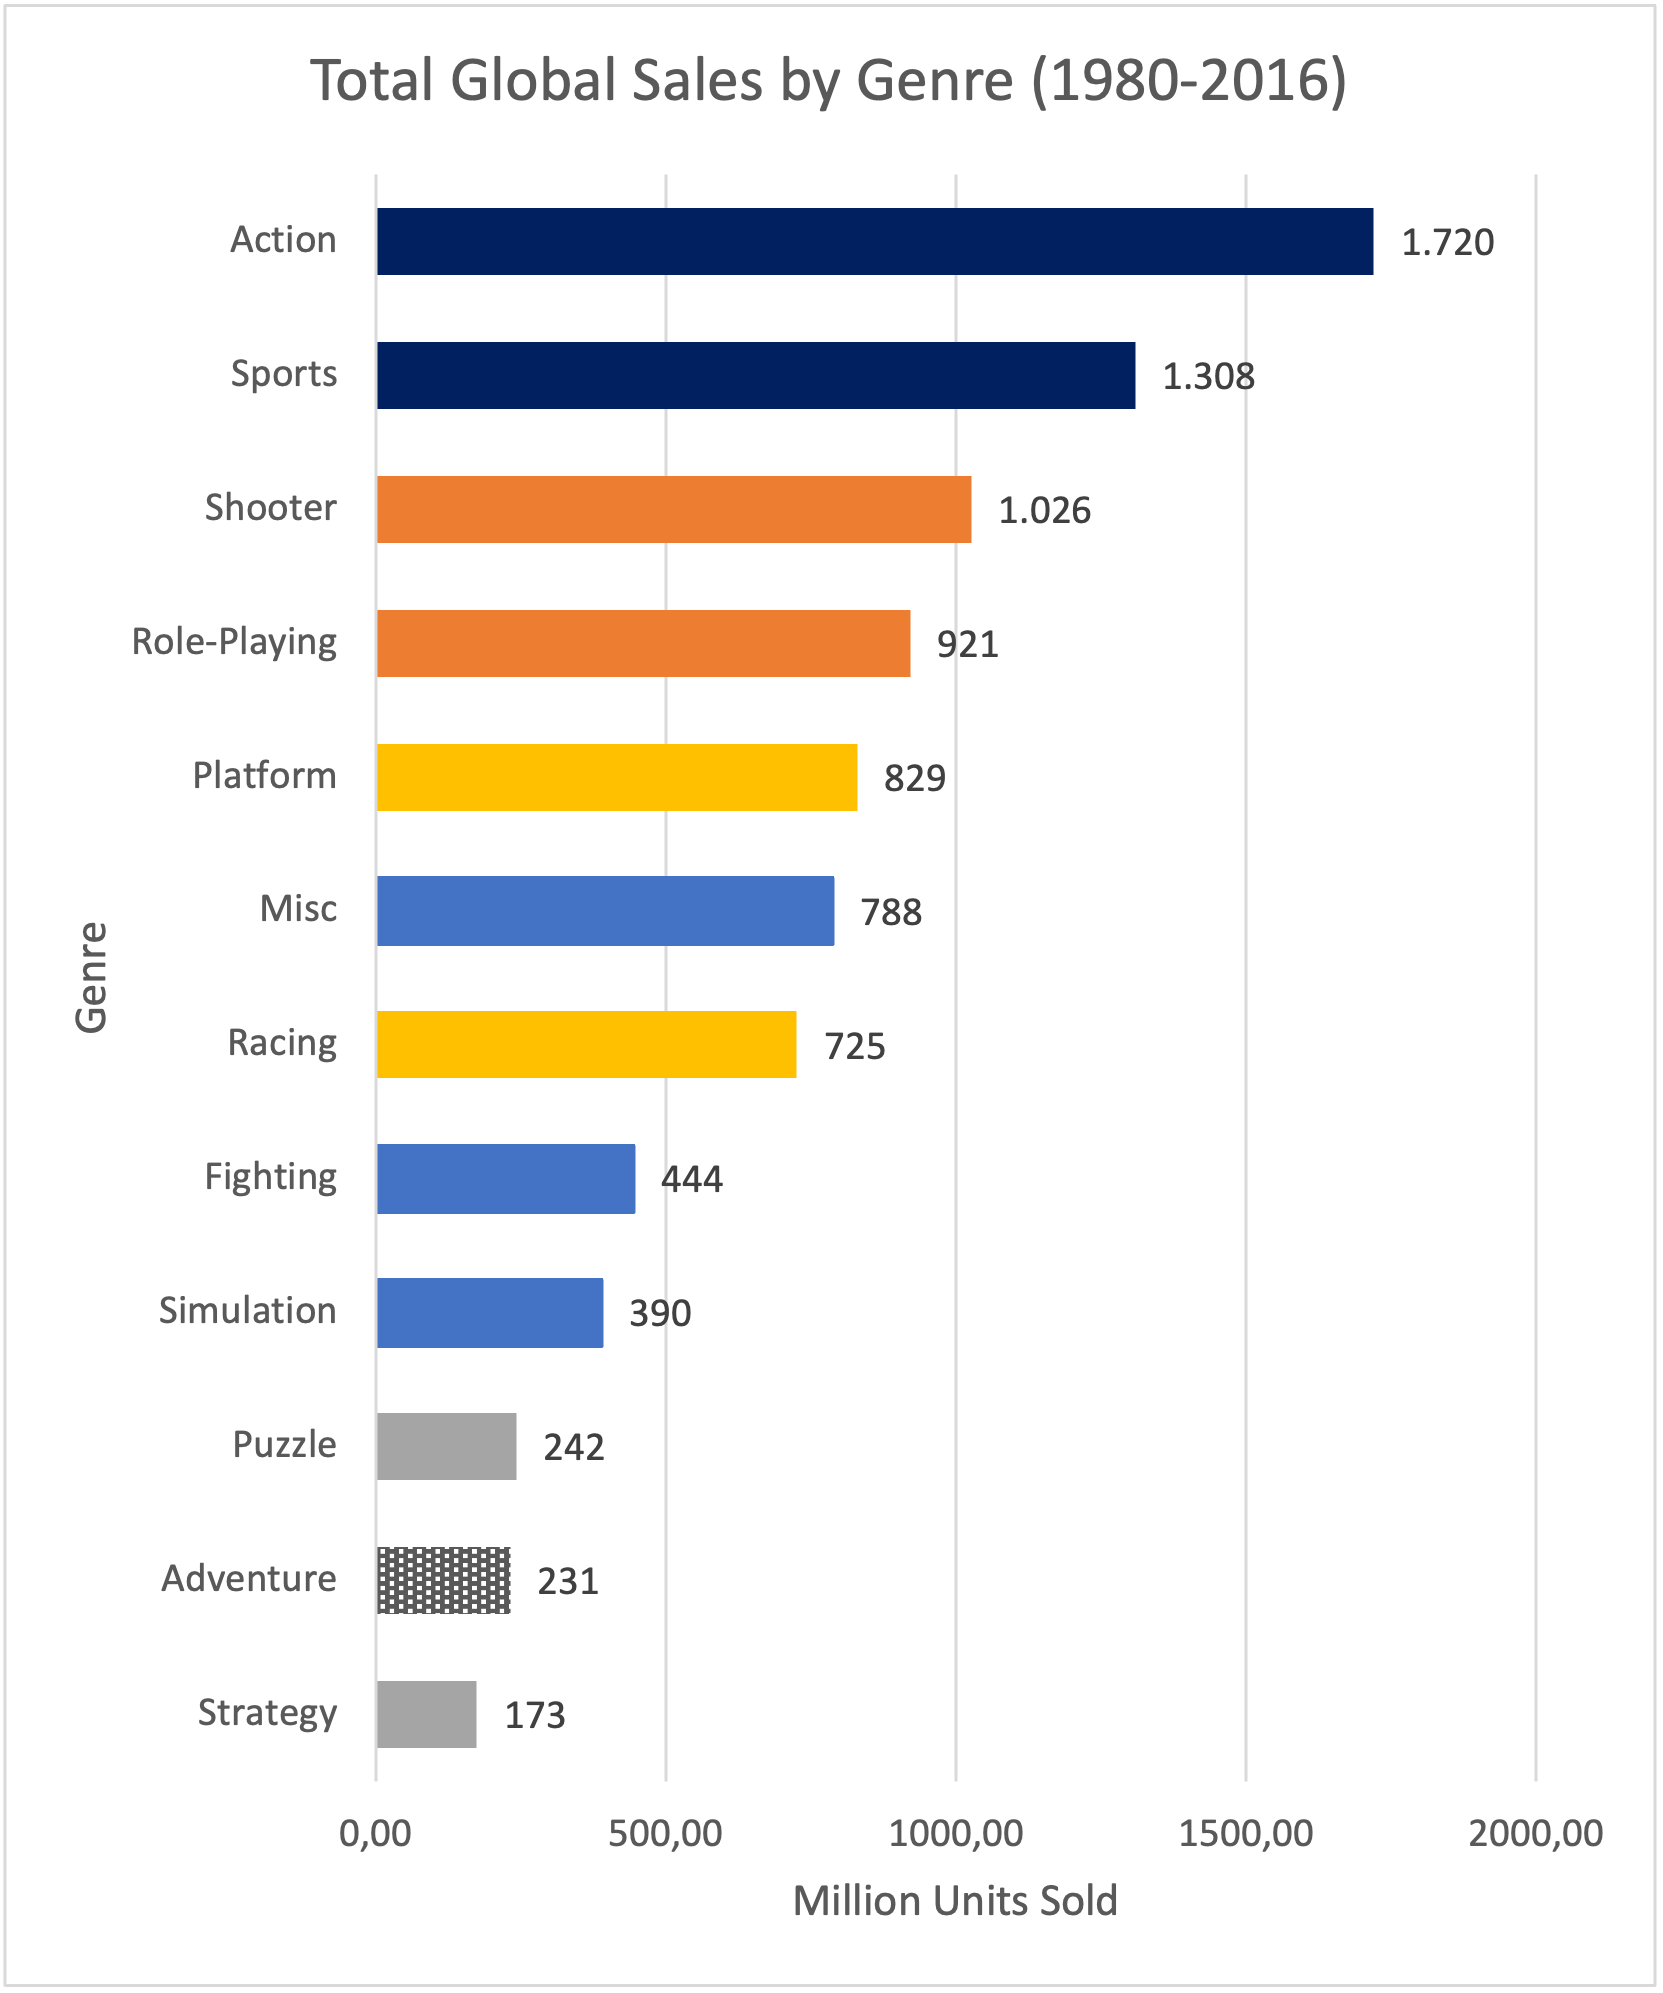 Total Global Sales by Genre (1980-2016)
Action 1.720
Sports 1.308
Shooter 1.026
Role-Playing 921
Platform 829
Misc 788
Racing 725
Fighting 444
Simulation 390
Puzzle 242
Adventure 231
Strategy 173
Genre
0,00 500,00 1000,00 1500,00 2000,00
Million Units Sold